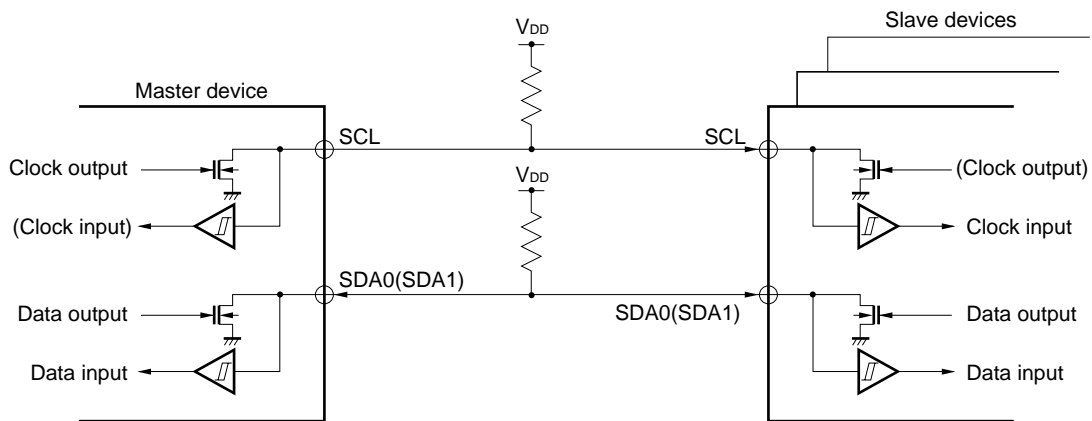 Slave devices
VDD
Master device
SCL
SCL
Clock output
(Clock output)
VDD
(Clock input)
Clock input
SDA0(SDA1)
SDA0(SDA1)
Data output
Data output
Data input
Data input